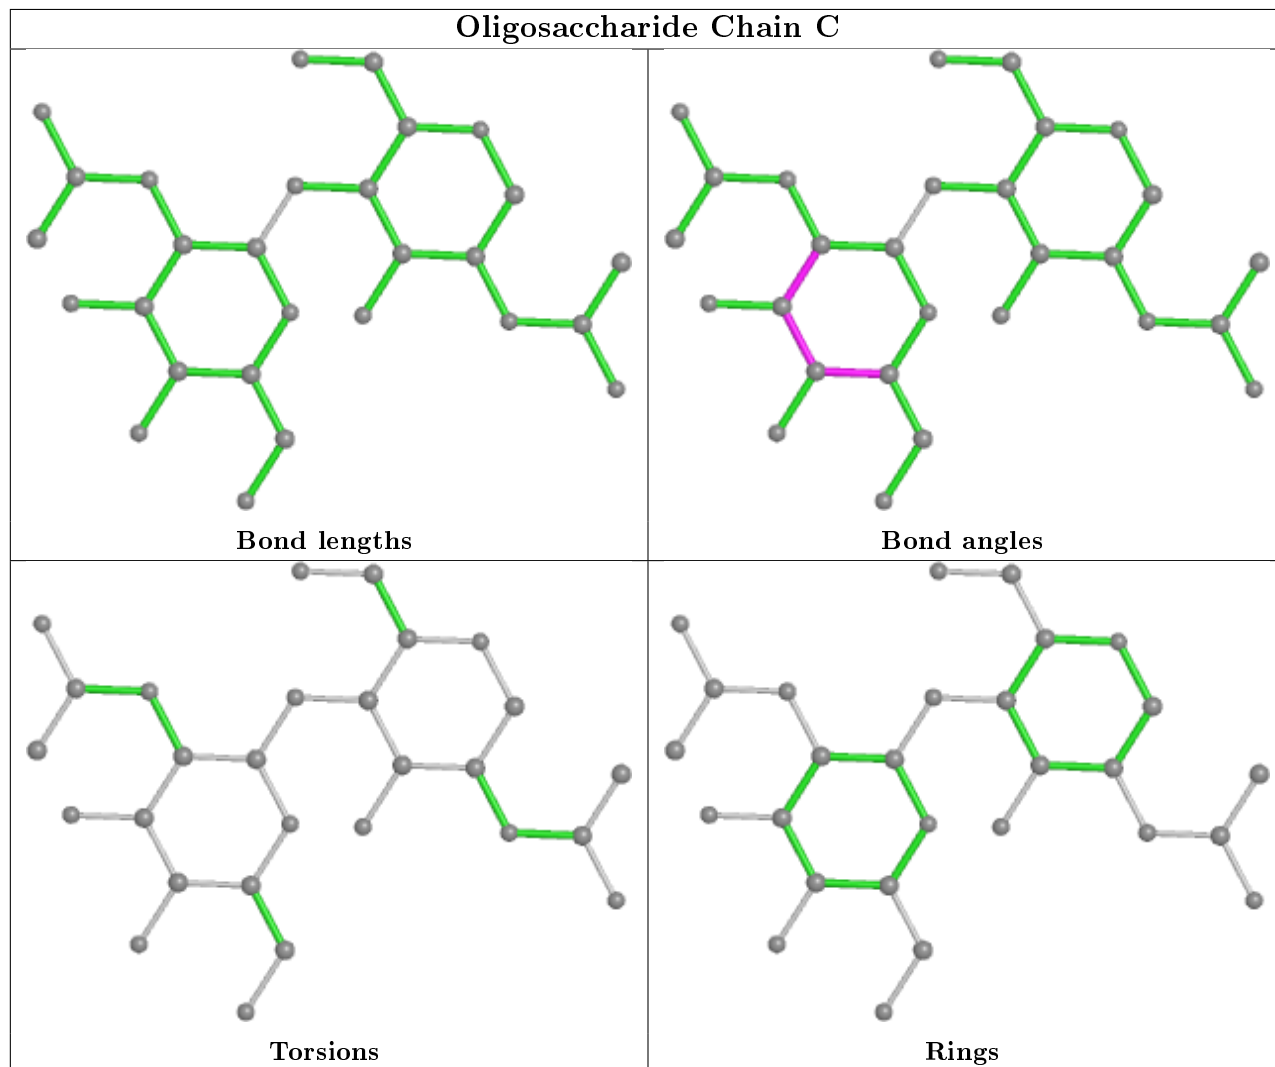 Oligosaccharide Chain C
Bond lengths
Bond angles
Torsions
Rings